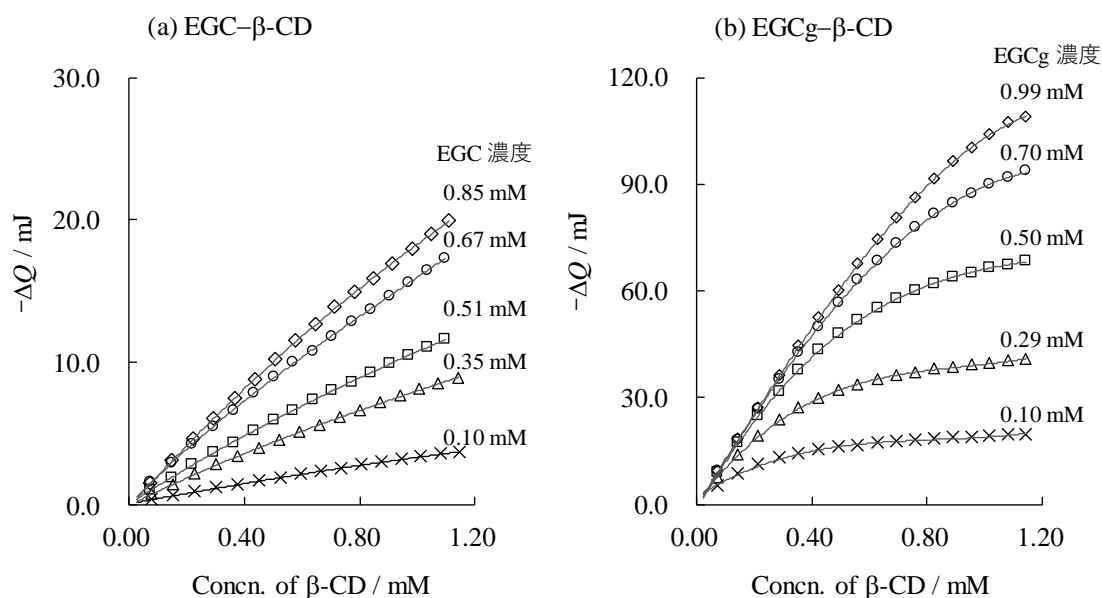 (a) EGC–β-CD
30.0
20.0
10.0
0.0
−ΔQ / mJ
EGC 濃度
0.85 mM
0.67 mM
0.51 mM
0.35 mM
0.10 mM
0.00
0.40
0.80
1.20
Concn. of β-CD / mM
(b) EGCg–β-CD
120.0
90.0
60.0
30.0
0.0
−ΔQ / mJ
EGCg 濃度
0.99 mM
0.70 mM
0.50 mM
0.29 mM
0.10 mM
0.00
0.40
0.80
1.20
Concn. of β-CD / mM